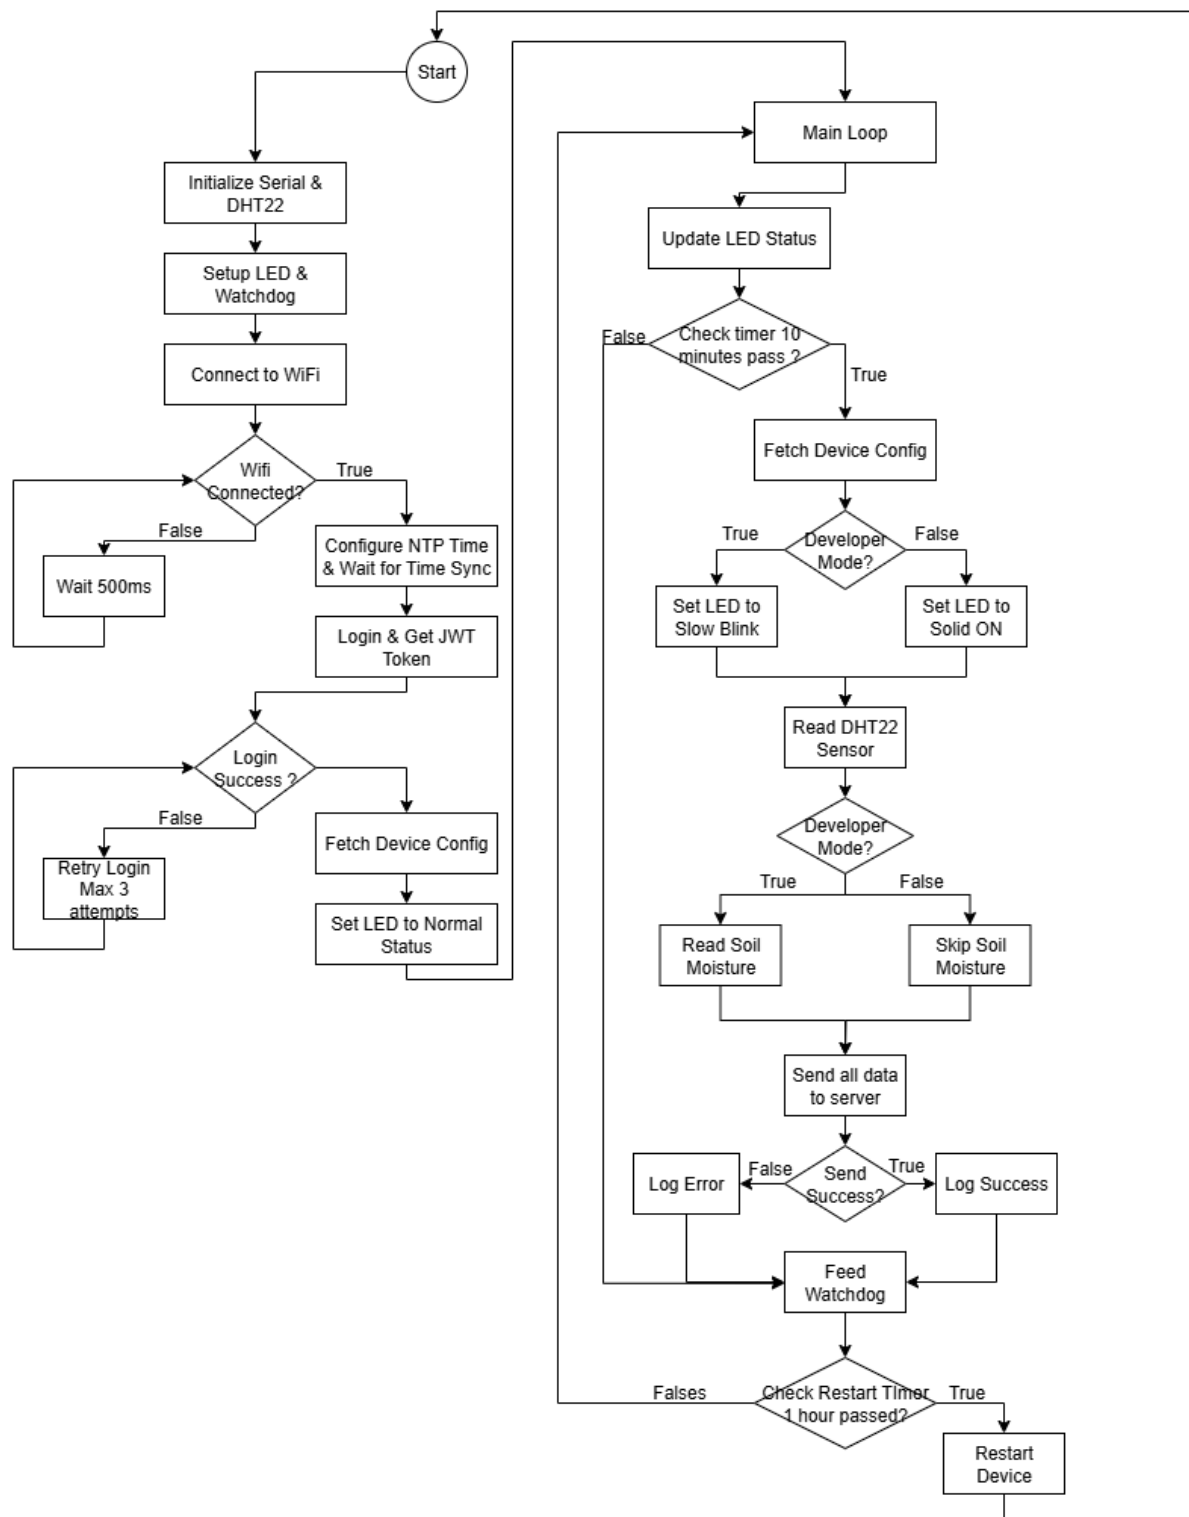 Start
Initialize Serial &
DHT22
Setup LED &
Watchdog
Connect to WiFi
Wifi
Connected?
True
False
Wait 500ms
Configure NTP Time
& Wait for Time Sync
Login & Get JWT
Token
Login
Success ?
False
Retry Login
Max 3
attempts
Fetch Device Config
Set LED to Normal
Status
Main Loop
Update LED Status
Check timer 10
minutes pass ?
False
True
Fetch Device Config
Developer
Mode?
True
False
Set LED to
Slow Blink
Set LED to
Solid ON
Read DHT22
Sensor
Developer
Mode?
True
False
Read Soil
Moisture
Skip Soil
Moisture
Send all data
to server
Send
Success?
False
True
Log Error
Log Success
Feed
Watchdog
Check Restart TImer
1 hour passed?
Falses
True
Restart
Device